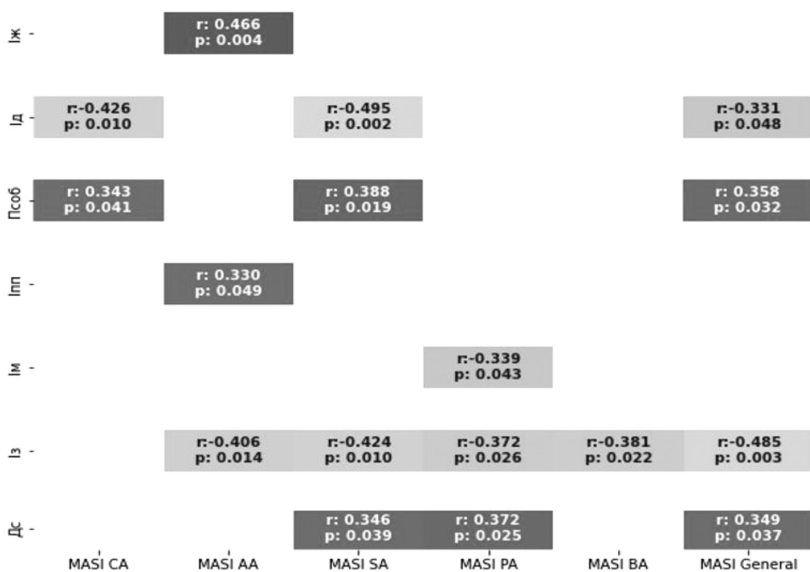 Іж
r: 0.466
p: 0.004
Ід
r:-0.426
p: 0.010
r:-0.495
p: 0.002
r:-0.331
p: 0.048
Псоб
r: 0.343
p: 0.041
r: 0.388
p: 0.019
r: 0.358
p: 0.032
Іпп
r: 0.330
p: 0.049
Ім
r:-0.339
p: 0.043
Із
r:-0.406
p: 0.014
r:-0.424
p: 0.010
r:-0.372
p: 0.026
r:-0.381
p: 0.022
r:-0.485
p: 0.003
Дс
r: 0.346
p: 0.039
r: 0.372
p: 0.025
r: 0.349
p: 0.037
MASI CA
MASI AA
MASI SA
MASI PA
MASI BA
MASI General